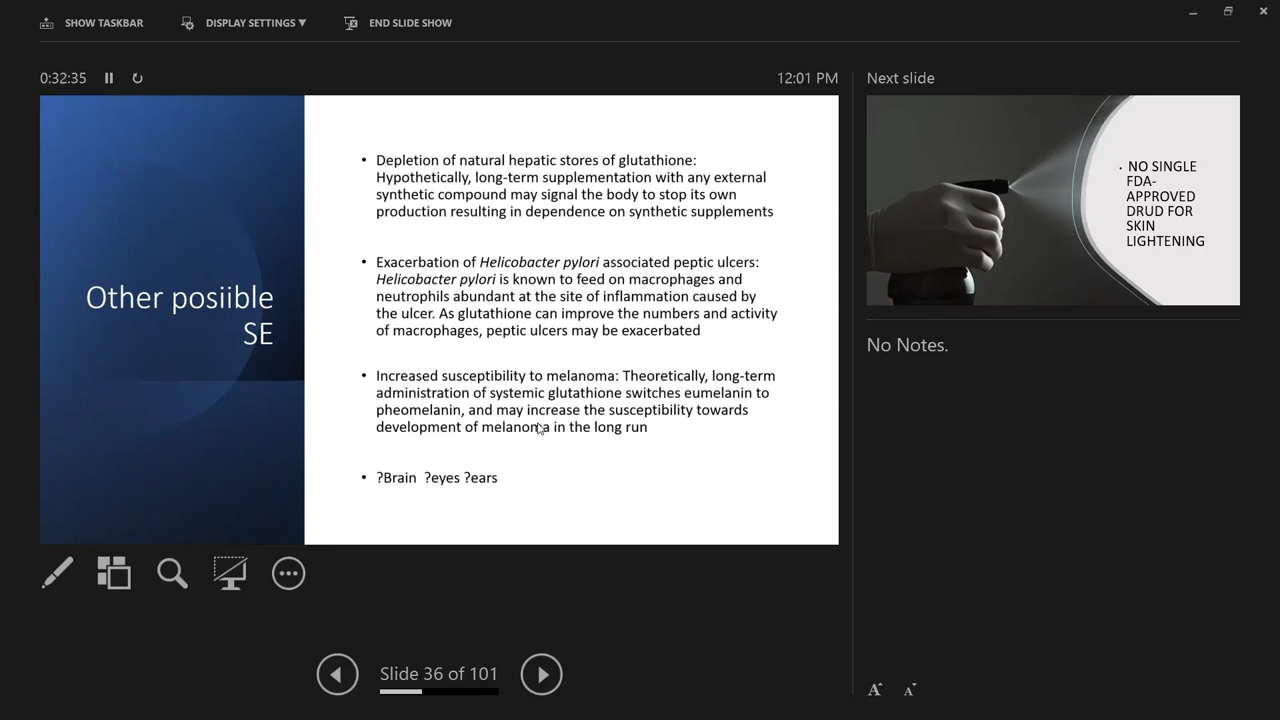 SHOW TASKBAR
DISPLAY SETTINGS ▼
END SLIDE SHOW
0:32:35
12:01 PM
Next slide
Other posiible
SE
• Depletion of natural hepatic stores of glutathione:
Hypothetically, long-term supplementation with any external
synthetic compound may signal the body to stop its own
production resulting in dependence on synthetic supplements
• Exacerbation of Helicobacter pylori associated peptic ulcers:
Helicobacter pylori is known to feed on macrophages and
neutrophils abundant at the site of inflammation caused by
the ulcer. As glutathione can improve the numbers and activity
of macrophages, peptic ulcers may be exacerbated
• Increased susceptibility to melanoma: Theoretically, long-term
administration of systemic glutathione switches eumelanin to
pheomelanin, and may increase the susceptibility towards
development of melanoma in the long run
• ?Brain ?eyes ?ears
• NO SINGLE
FDA-
APPROVED
DRUD FOR
SKIN
LIGHTENING
No Notes.
Slide 36 of 101
A A